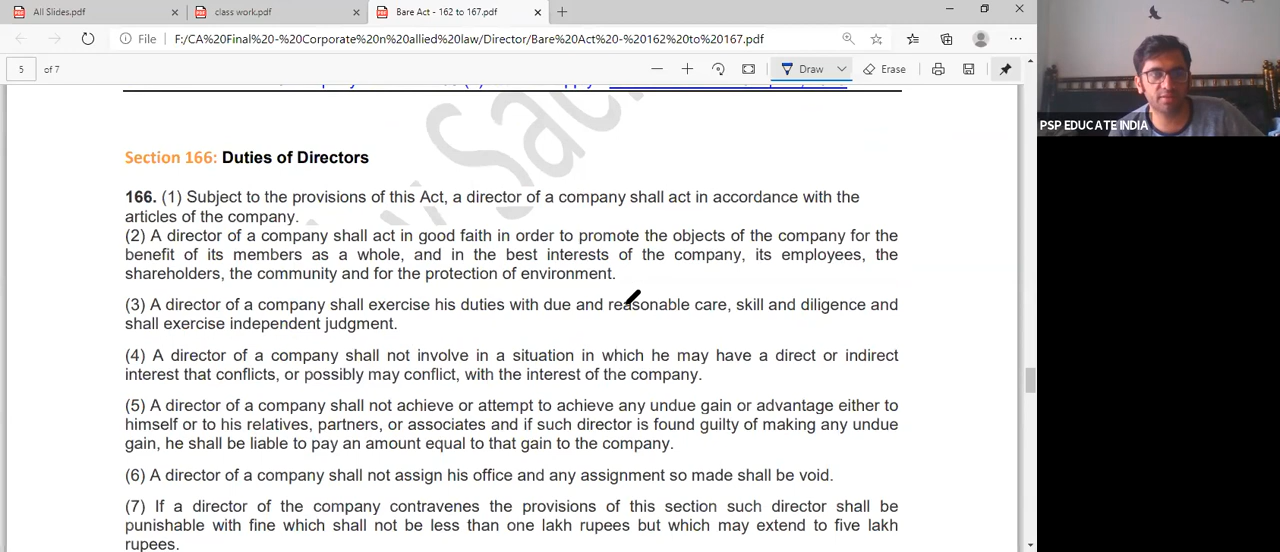 All Slides.pdf
class work.pdf
Bare Act - 162 to 167.pdf
File
F:/CA%20Final%20-%20Corporate%20n%20allied%20law/Director/Bare%20Act%20-%20162%20to%20167.pdf
5 of 7
Draw
Erase
PSP EDUCATE INDIA
Section 166: Duties of Directors
166. (1) Subject to the provisions of this Act, a director of a company shall act in accordance with the
articles of the company.
(2) A director of a company shall act in good faith in order to promote the objects of the company for the
benefit of its members as a whole, and in the best interests of the company, its employees, the
shareholders, the community and for the protection of environment.
(3) A director of a company shall exercise his duties with due and reasonable care, skill and diligence and
shall exercise independent judgment.
(4) A director of a company shall not involve in a situation in which he may have a direct or indirect
interest that conflicts, or possibly may conflict, with the interest of the company.
(5) A director of a company shall not achieve or attempt to achieve any undue gain or advantage either to
himself or to his relatives, partners, or associates and if such director is found guilty of making any undue
gain, he shall be liable to pay an amount equal to that gain to the company.
(6) A director of a company shall not assign his office and any assignment so made shall be void.
(7) If a director of the company contravenes the provisions of this section such director shall be
punishable with fine which shall not be less than one lakh rupees but which may extend to five lakh
rupees.